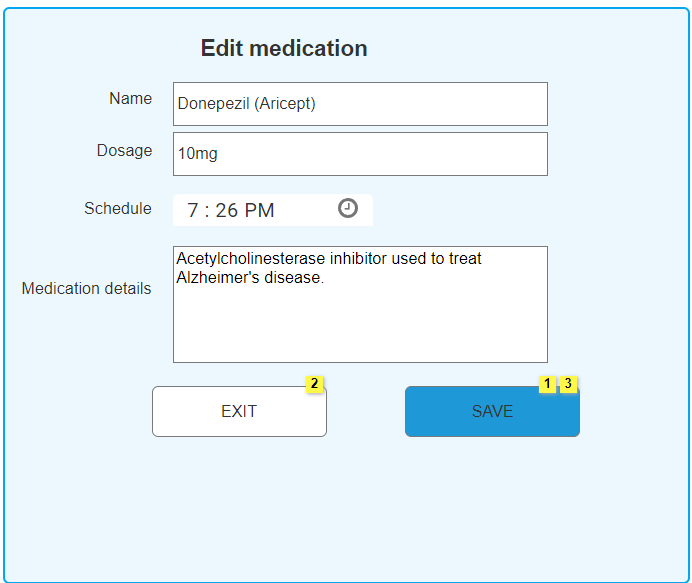 Edit medication
Name
Donepezil (Aricept)
Dosage
10mg
Schedule
7 : 26 PM
Medication details
Acetylcholinesterase inhibitor used to treat
Alzheimer's disease.
2
1 3
EXIT
SAVE